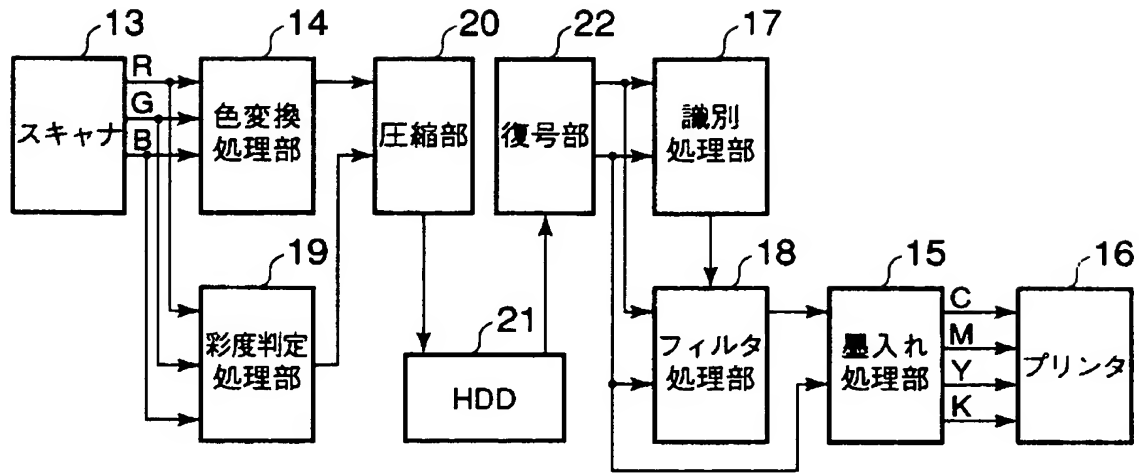 13
14
20
22
17
スキャナ
R
G
B
色変換
処理部
圧縮部
復号部
識別
処理部
19
彩度判定
処理部
21
HDD
18
フィルタ
処理部
15
墨入れ
処理部
C
M
Y
K
16
プリンタ